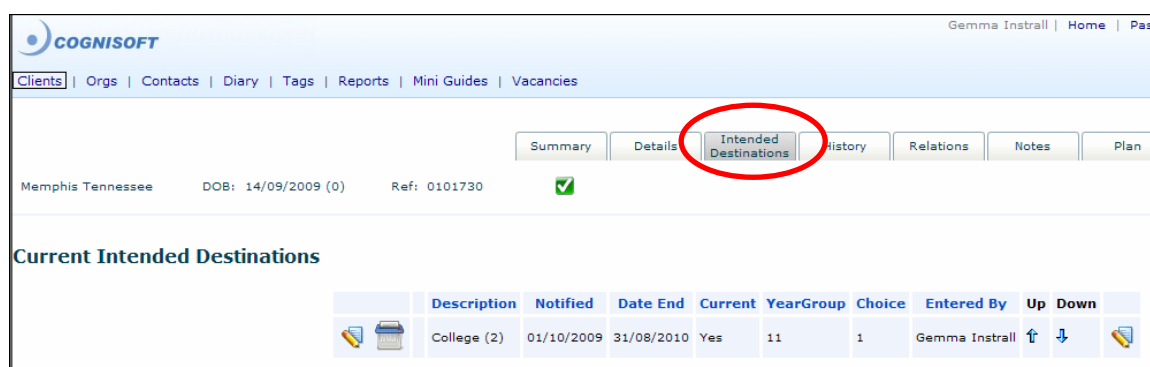 Gemma Instrall | Home | Pas
COGNISOFT
Clients | Orgs | Contacts | Diary | Tags | Reports | Mini Guides | Vacancies
Summary Details Intended Destinations History Relations Notes Plan
Memphis Tennessee DOB: 14/09/2009 (0) Ref: 0101730
Current Intended Destinations
Description Notified Date End Current YearGroup Choice Entered By Up Down
College (2) 01/10/2009 31/08/2010 Yes 11 1 Gemma Instrall